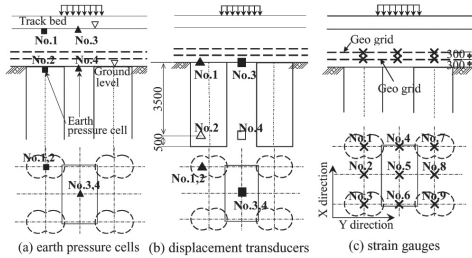 Track bed
No.1
No.3
No.2
No.4
Ground
level
Earth
pressure cell
No.1,2
No.3,4
(a) earth pressure cells
No.1
No.3
3500
No.2
No.4
500
No.1,2
No.3,4
(b) displacement transducers
Geo grid
300*
300*
Geo grid
No.1
No.4
No.7
No.2
No.5
No.8
No.3
No.6
No.9
X direction
Y direction
(c) strain gauges